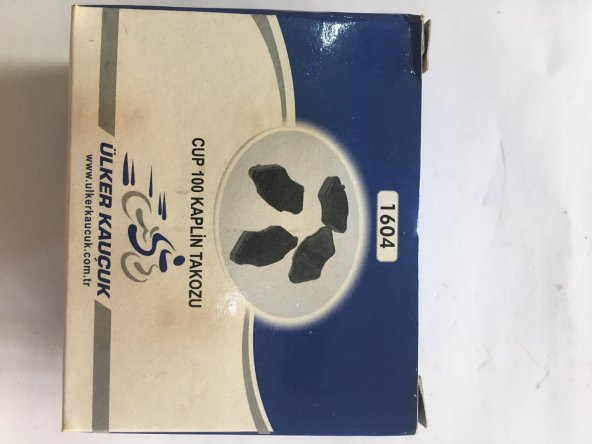 1604
CUP 100 KAPLİN TAKOZU
ÜLKER KAUÇUK
www.ulkerkaucuk.com.tr